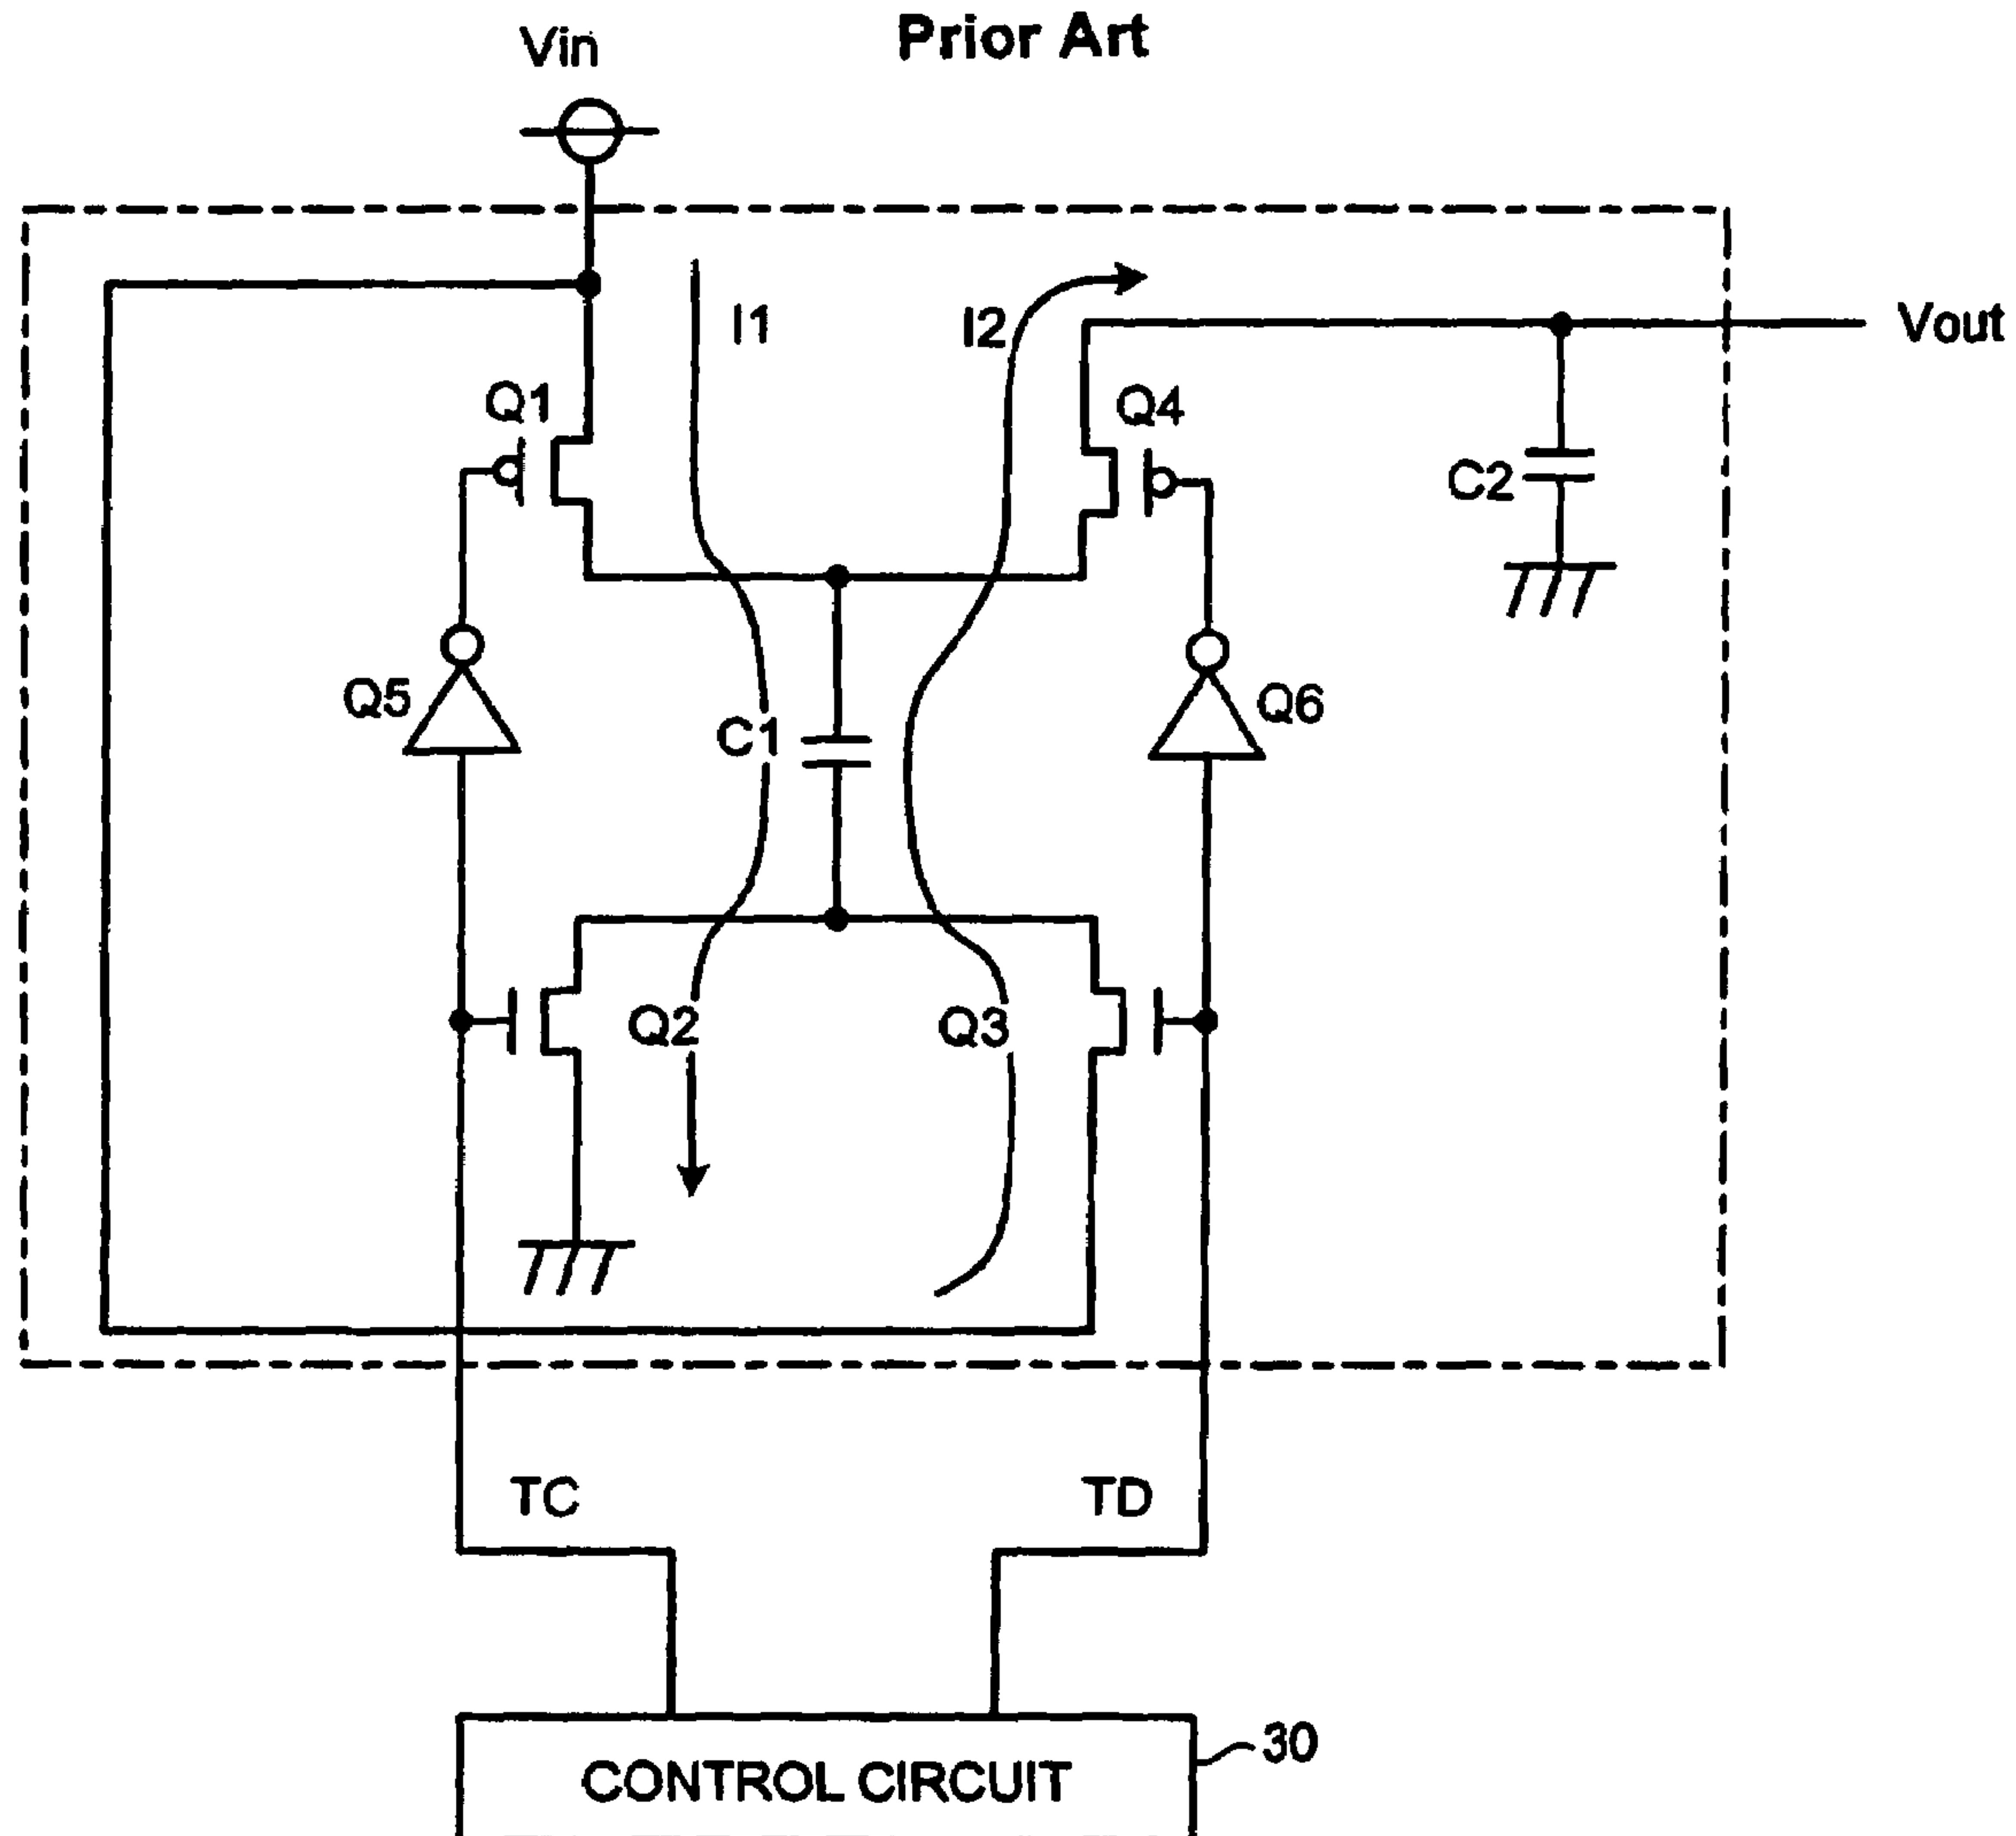 Prior Art
Vin
I1
I2
Vout
Q1
Q4
C2
Q5
Q6
C1
Q2
Q3
TC
TD
30
CONTROL CIRCUIT